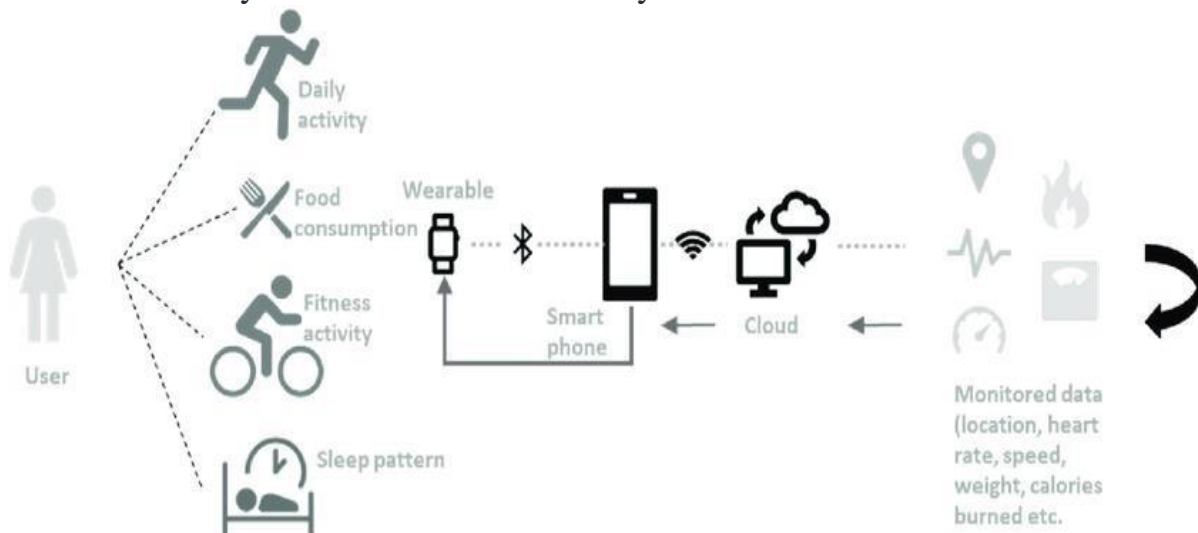 Daily
activity
Food
consumption
Wearable
Fitness
activity
Smart
phone
Cloud
User
Sleep pattern
Monitored data
(location, heart
rate, speed,
weight, calories
burned etc.